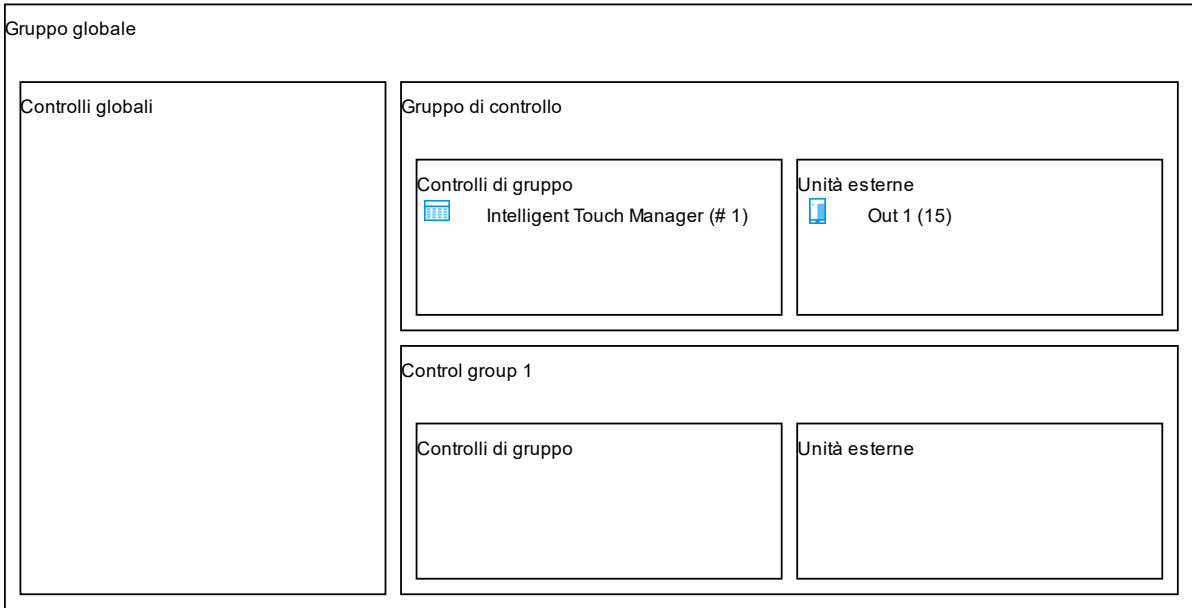 Gruppo globale
Controlli globali
Gruppo di controllo
Controlli di gruppo
Intelligent Touch Manager (# 1)
Unità esterne
Out 1 (15)
Control group 1
Controlli di gruppo
Unità esterne